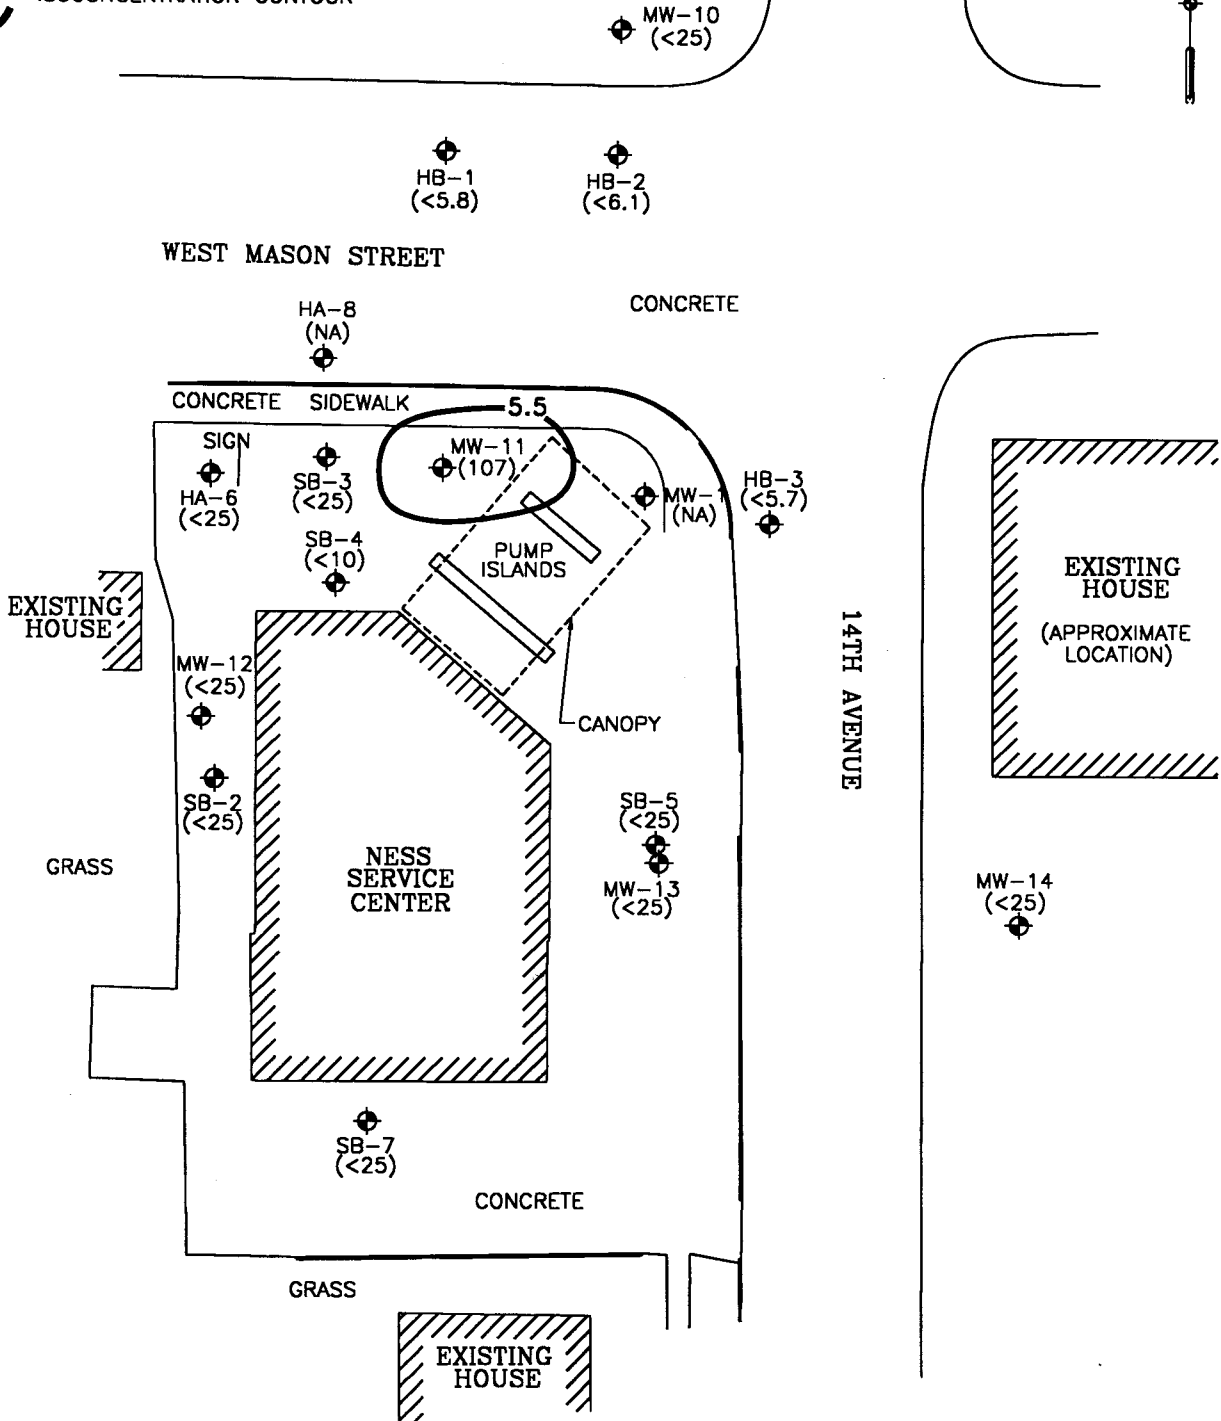 MW-10
(<25)
HB-1
(<5.8)
HB-2
(<6.1)
WEST MASON STREET
CONCRETE
HA-8
(NA)
CONCRETE SIDEWALK
5.5
SIGN
MW-11
(107)
HA-6
(<25)
SB-3
(<25)
MW-1
(NA)
HB-3
(<5.7)
SB-4
(<10)
PUMP
ISLANDS
EXISTING
HOUSE
EXISTING
HOUSE
(APPROXIMATE
LOCATION)
MW-12
(<25)
14TH AVENUE
CANOPY
SB-2
(<25)
SB-5
(<25)
GRASS
NESS
SERVICE
CENTER
MW-13
(<25)
MW-14
(<25)
SB-7
(<25)
CONCRETE
GRASS
EXISTING
HOUSE